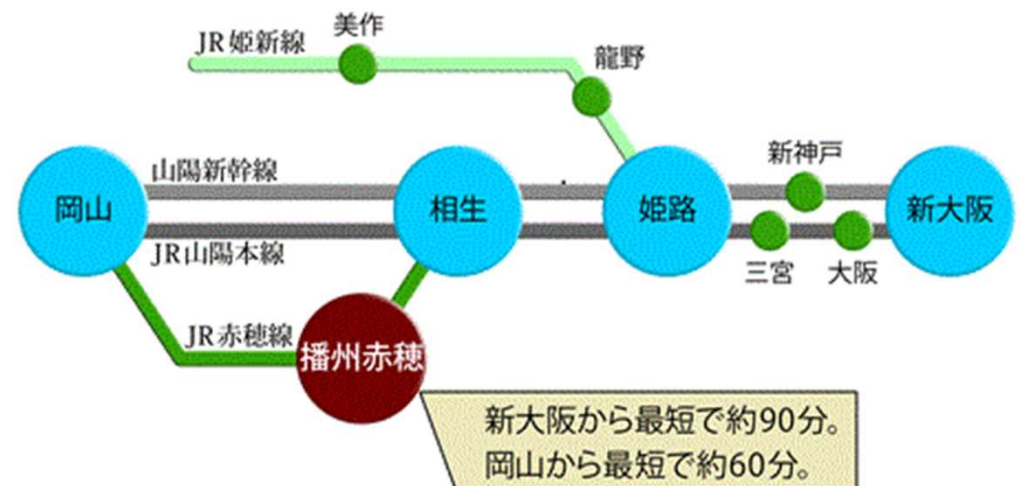 美作
JR姫新線
龍野
新神戸
山陽新幹線
岡山
相生
姫路
新大阪
JR山陽本線
三宮
大阪
JR赤穂線
播州赤穂
新大阪から最短で約90分。
岡山から最短で約60分。